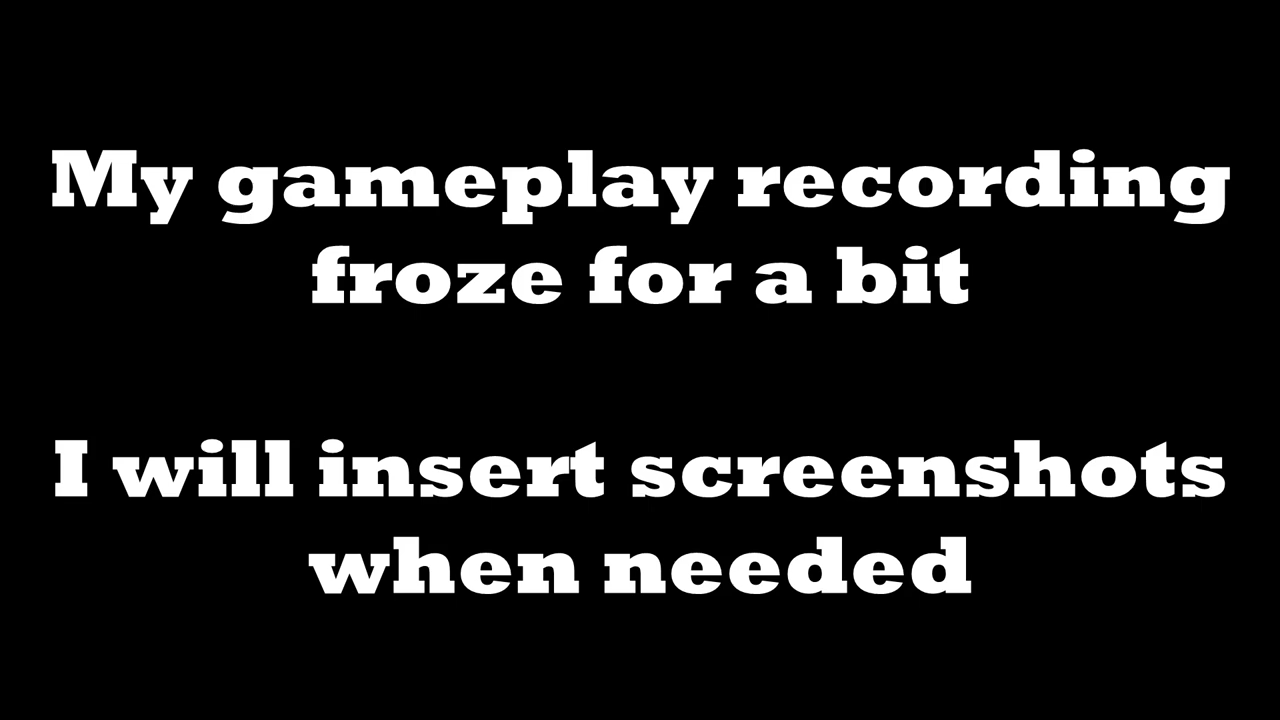 My gameplay recording
froze for a bit
I will insert screenshots
when needed